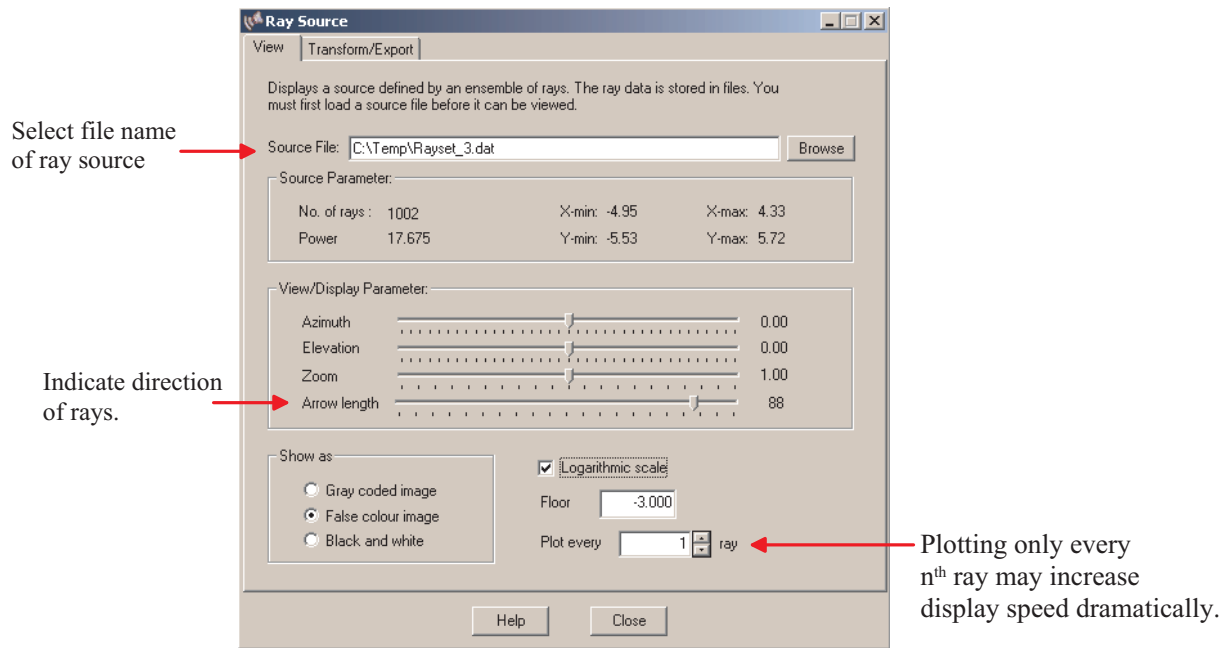 Ray Source
View Transform/Export
Displays a source defined by an ensemble of rays. The ray data is stored in files. You
must first load a source file before it can be viewed.
Select file name
of ray source
Source File: C:\Temp\Rayset_3.dat Browse
Source Parameter:
No. of rays : 1002 X-min: -4.95 X-max: 4.33
Power 17.675 Y-min: -5.53 Y-max: 5.72
View/Display Parameter:
Azimuth 0.00
Elevation 0.00
Zoom 1.00
Indicate direction
of rays.
Arrow length 88
Show as
Gray coded image
False colour image
Black and white
Logarithmic scale
Floor -3.000
Plot every 1 ray
Plotting only every
nth ray may increase
display speed dramatically.
Help Close